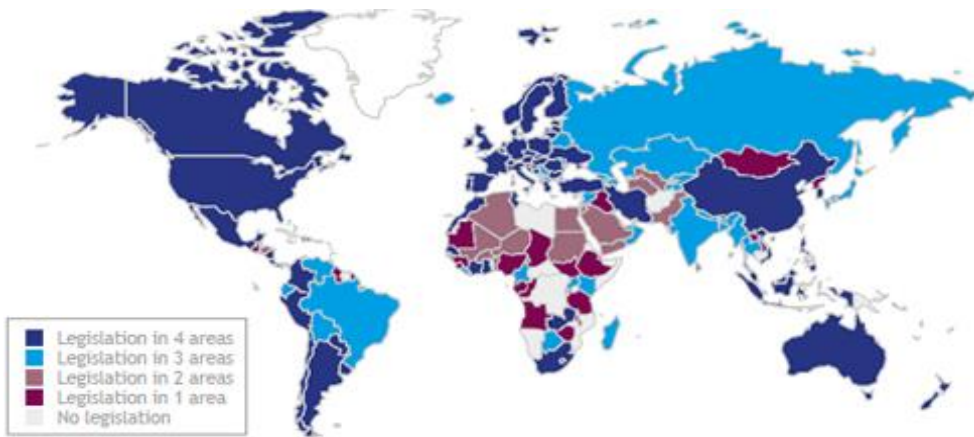 Legislation in 4 areas
Legislation in 3 areas
Legislation in 2 areas
Legislation in 1 area
No legislation